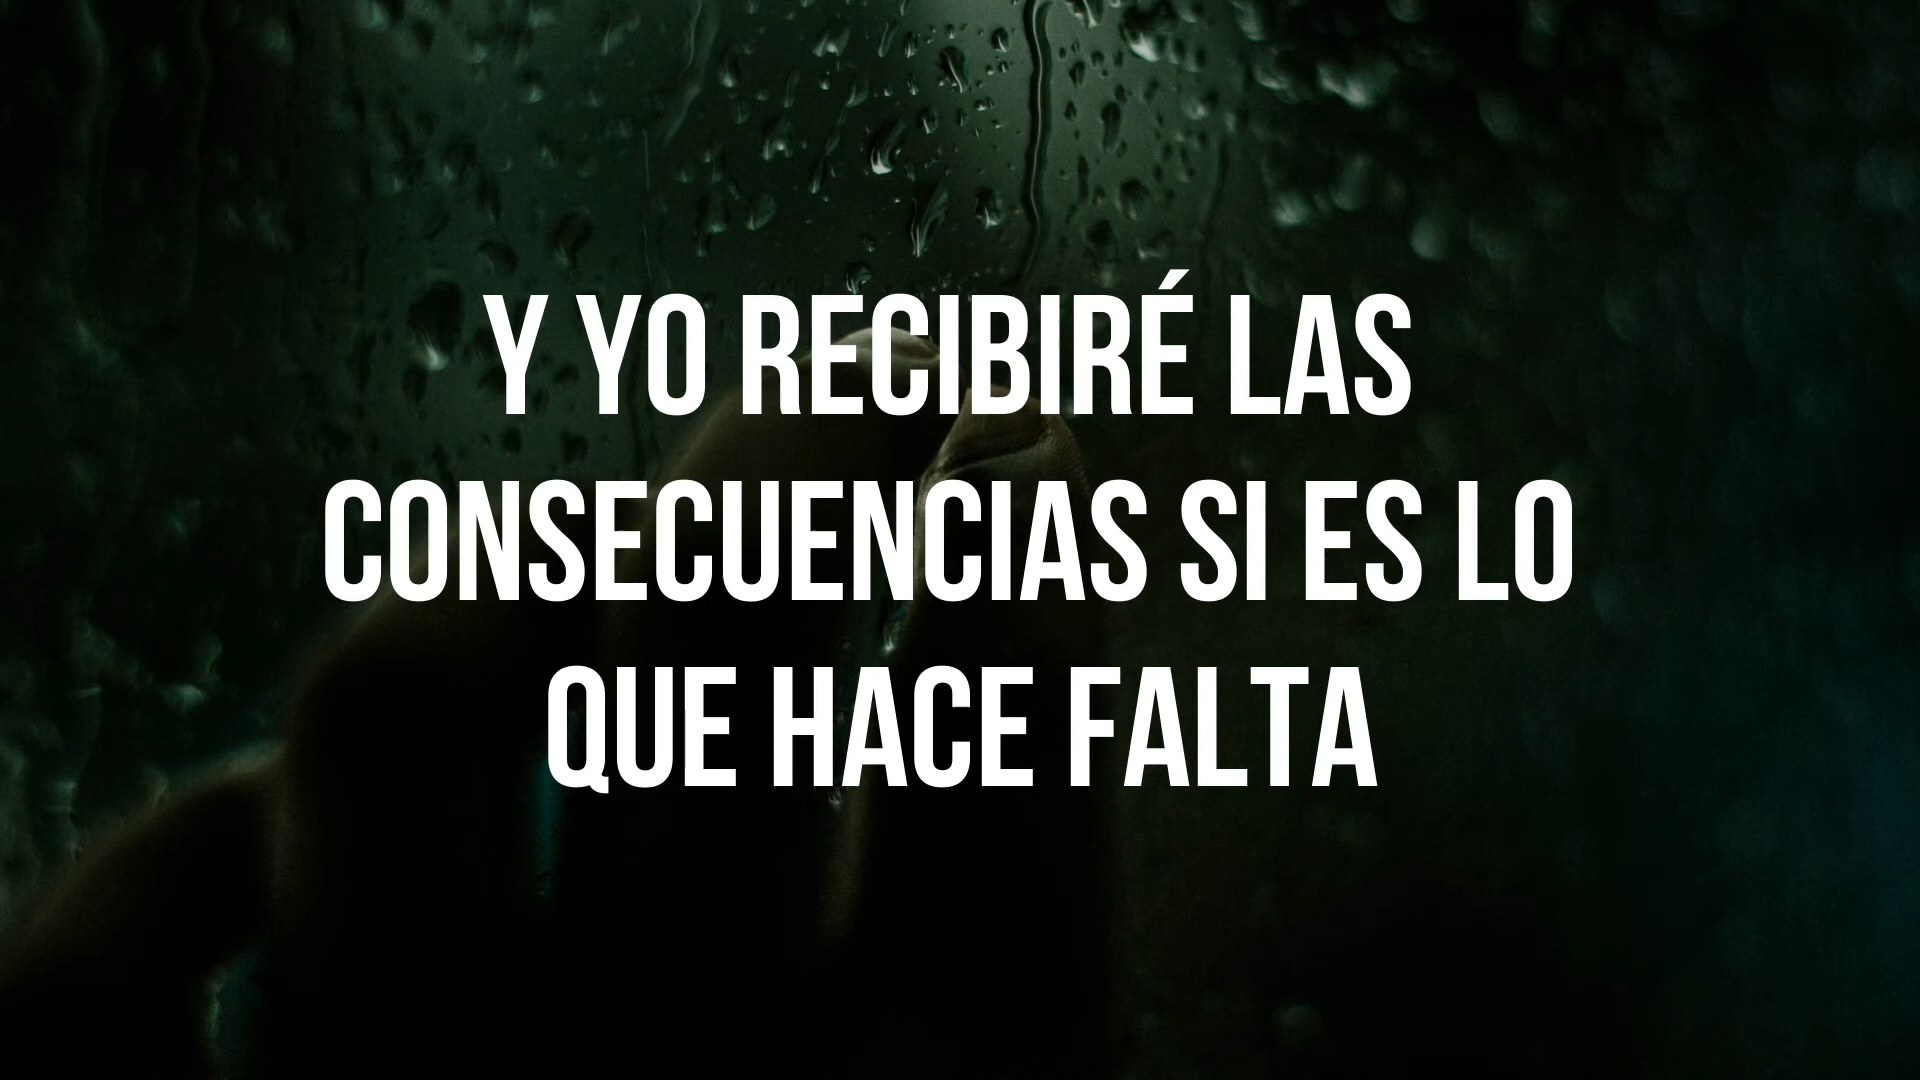 Y YO RECIBIRÉ LAS
CONSECUENCIAS SI ES LO
QUE HACE FALTA